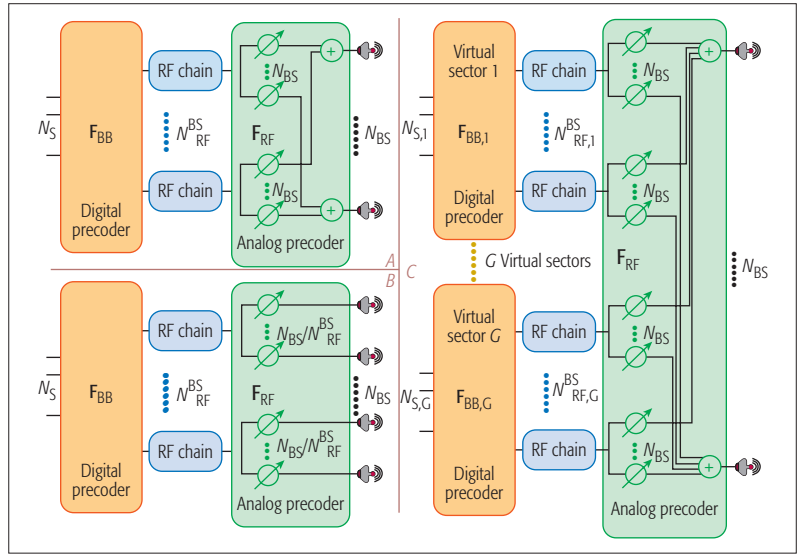 N_S
F_BB
Digital precoder
RF chain
N^BS_RF
RF chain
N_BS
F_RF
N_BS
+
+
Analog precoder
N_BS
A
B
C
N_S
F_BB
Digital precoder
RF chain
N^BS_RF
RF chain
N_BS/N^BS_RF
F_RF
N_BS/N^BS_RF
Analog precoder
N_BS
Virtual sector 1
N_S,1
F_BB,1
Digital precoder
RF chain
N^BS_RF,1
RF chain
N_BS
N_BS
+
G Virtual sectors
F_RF
N_BS
Virtual sector G
N_S,G
F_BB,G
Digital precoder
RF chain
N^BS_RF,G
RF chain
N_BS
N_BS
+
Analog precoder